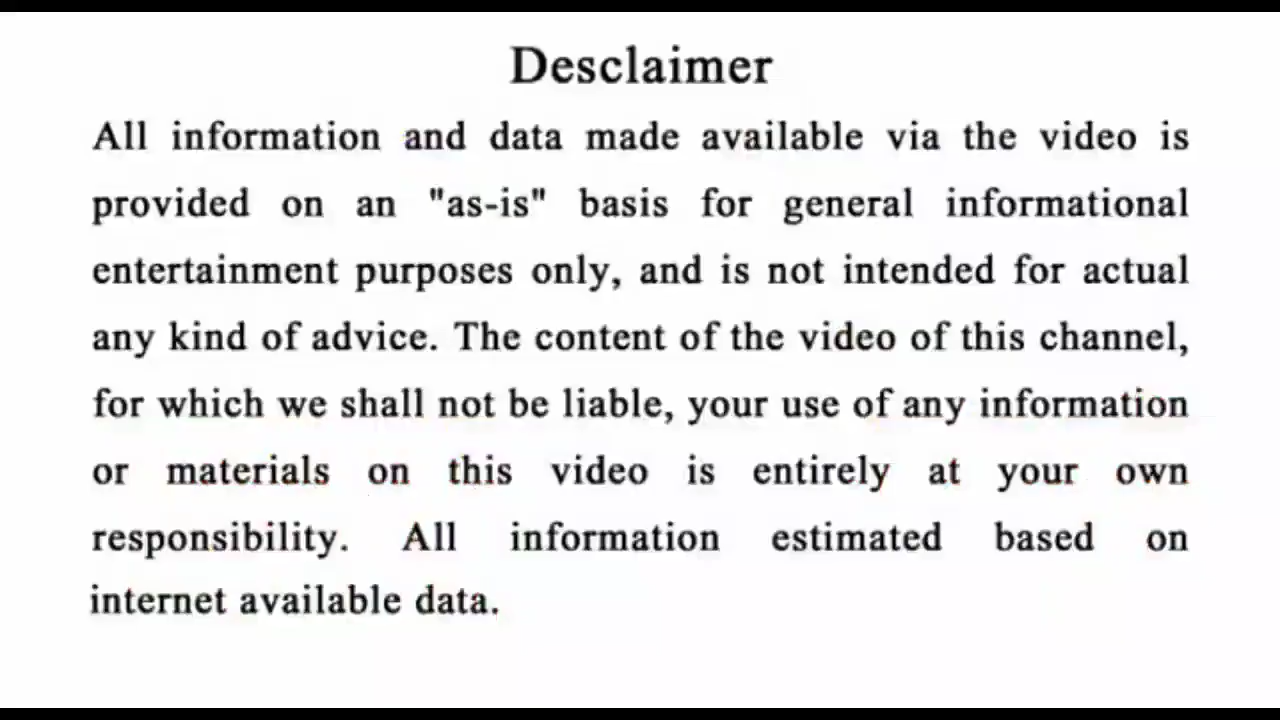 Desclaimer
All information and data made available via the video is
provided on an "as-is" basis for general informational
entertainment purposes only, and is not intended for actual
any kind of advice. The content of the video of this channel,
for which we shall not be liable, your use of any information
or materials on this video is entirely at your own
responsibility. All information estimated based on
internet available data.